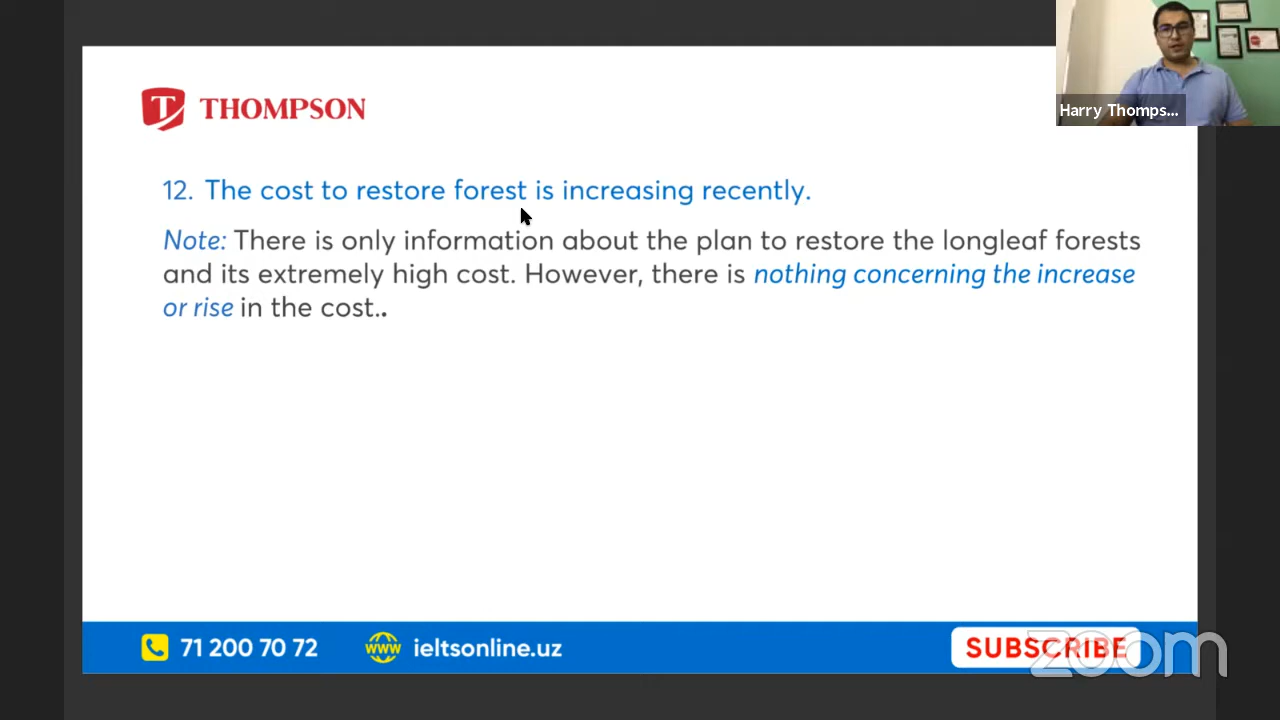 Harry Thomps...
THOMPSON
12. The cost to restore forest is increasing recently.
Note: There is only information about the plan to restore the longleaf forests
and its extremely high cost. However, there is nothing concerning the increase
or rise in the cost..
71 200 70 72
www
ieltsonline.uz
SUBSCRIBE
zoom